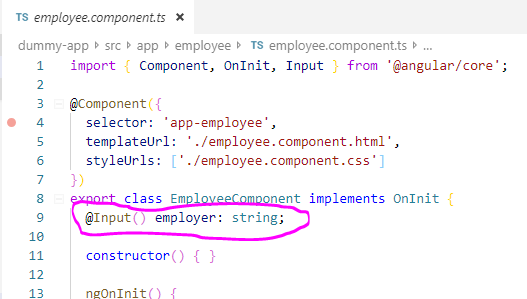 TS employee.component.ts ×
dummy-app > src > app > employee > TS employee.component.ts > ...
1 import { Component, OnInit, Input } from '@angular/core';
2
3 @Component({
4 selector: 'app-employee',
5 templateUrl: './employee.component.html',
6 styleUrls: ['./employee.component.css']
7 })
8 export class EmployeeComponent implements OnInit {
9 @Input() employer: string;
10
11 constructor() { }
12
13 ngOnInit() {